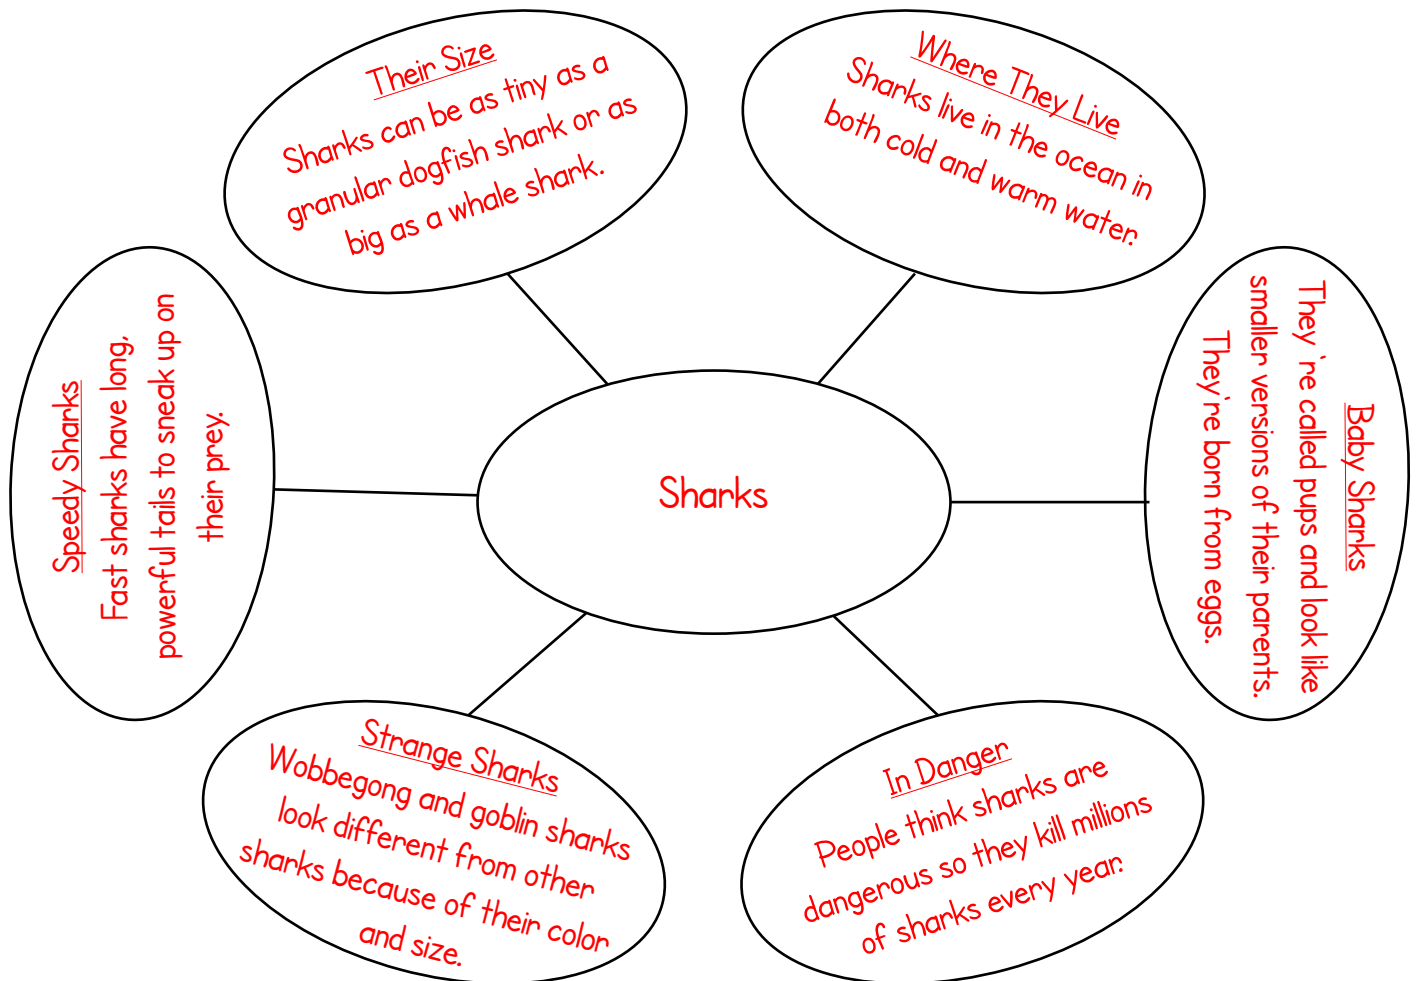 Their Size
Sharks can be as tiny as a
granular dogfish shark or as
big as a whale shark.
Where They Live
Sharks live in the ocean in
both cold and warm water.
Speedy Sharks
Fast sharks have long,
powerful tails to sneak up on
their prey.
Sharks
Baby Sharks
They're called pups and look like
smaller versions of their parents.
They're born from eggs.
Strange Sharks
Wobbegong and goblin sharks
look different from other
sharks because of their color
and size.
In Danger
People think sharks are
dangerous so they kill millions
of sharks every year.